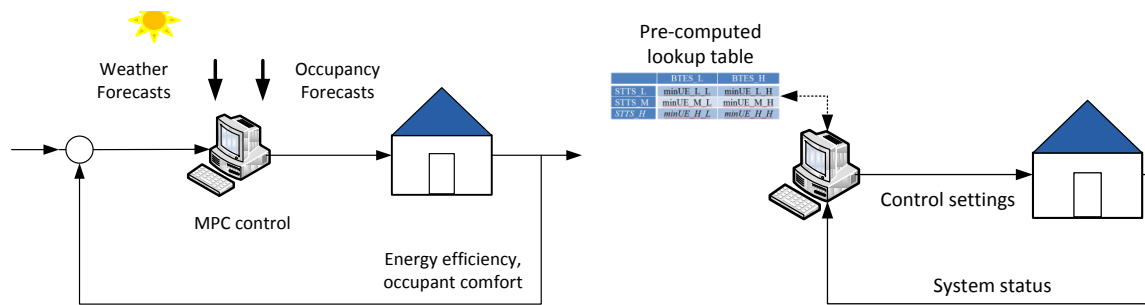 Weather
Forecasts
Occupancy
Forecasts
MPC control
Energy efficiency,
occupant comfort
Pre-computed
lookup table
BTES_L BTES_H
STTS_L minUE_L_L minUE_L_H
STTS_M minUE_M_L minUE_M_H
STTS_H minUE_H_L minUE_H_H
Control settings
System status